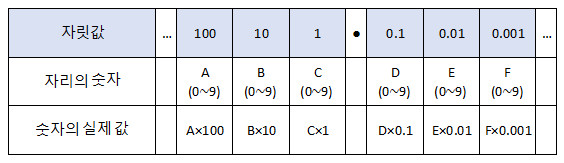 자릿값 ... 100 10 1 ● 0.1 0.01 0.001 ...
자리의 숫자 A B C D E F
(0~9) (0~9) (0~9) (0~9) (0~9) (0~9)
숫자의 실제 값 A×100 B×10 C×1 D×0.1 E×0.01 F×0.001